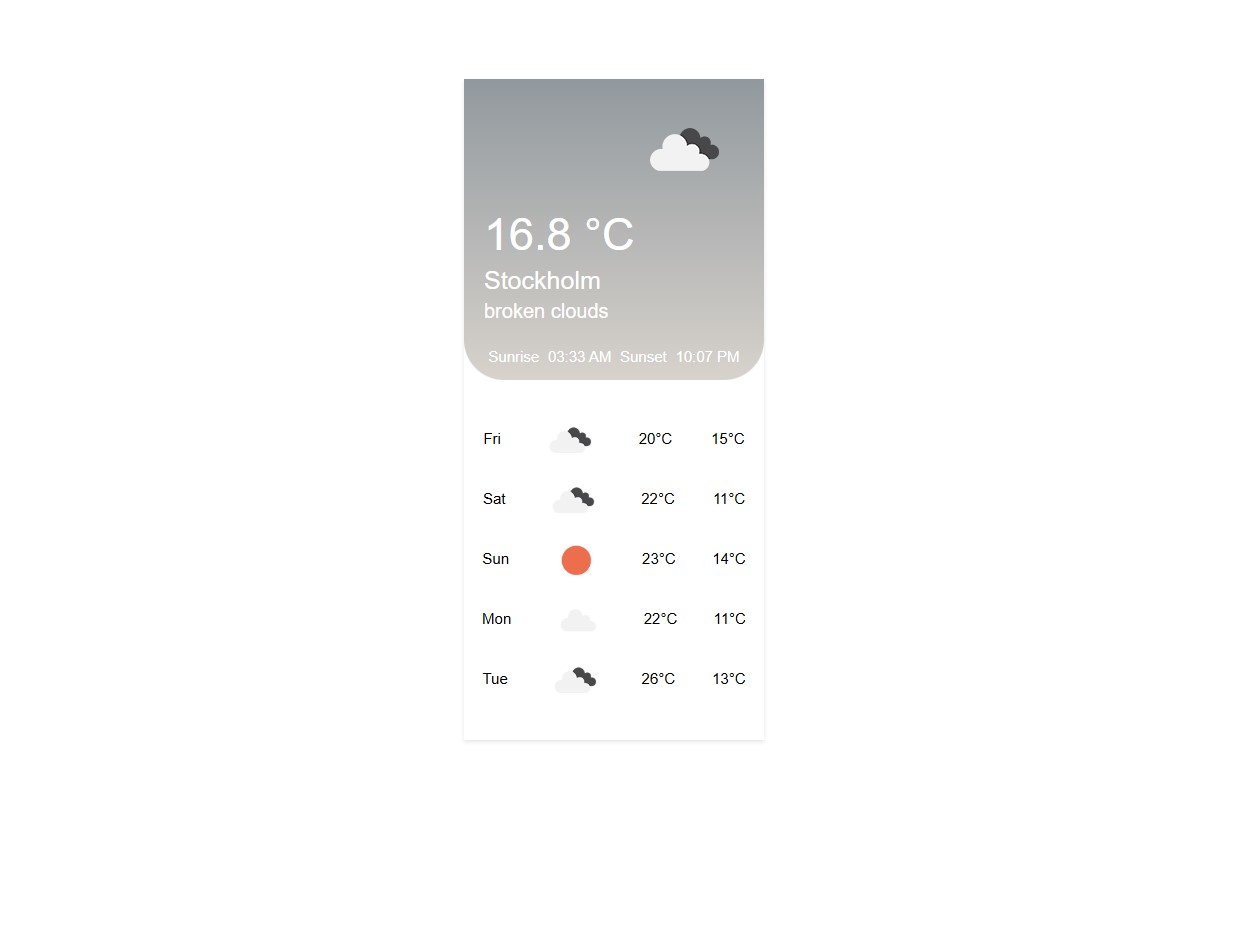 16.8 °C
Stockholm
broken clouds
Sunrise 03:33 AM Sunset 10:07 PM
Fri 20°C 15°C
Sat 22°C 11°C
Sun 23°C 14°C
Mon 22°C 11°C
Tue 26°C 13°C